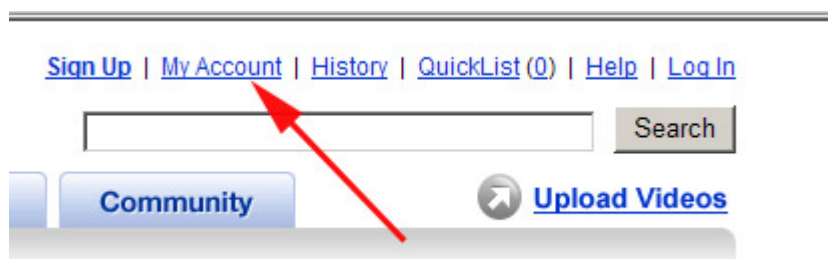 Sign Up | My Account | History | QuickList (0) | Help | Log In
Search
Community
Upload Videos